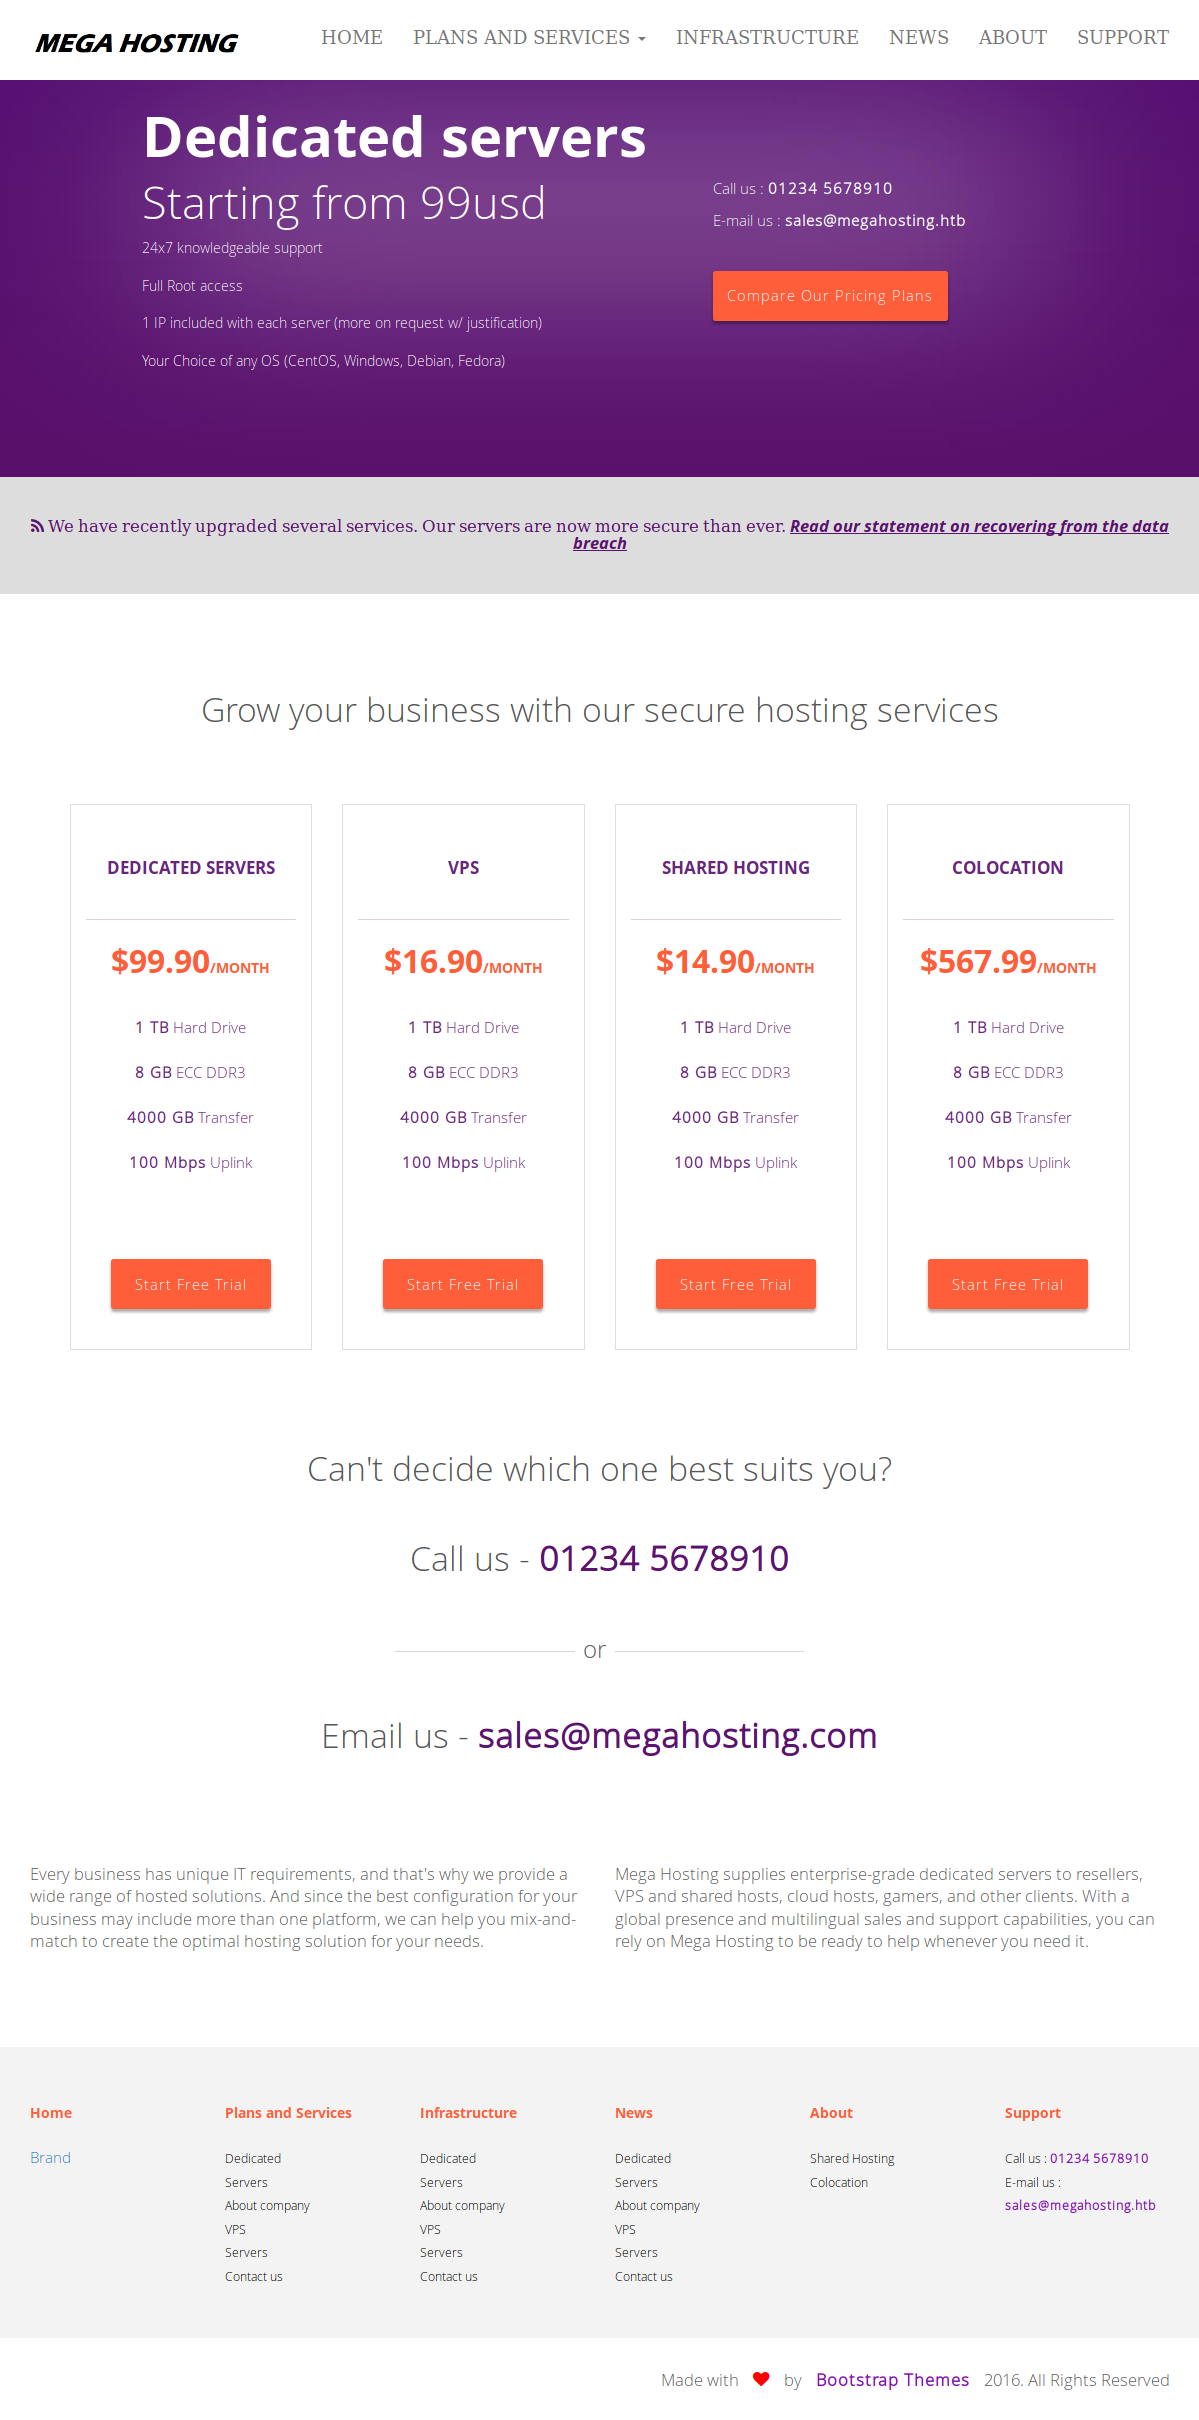 MEGA HOSTING
HOME PLANS AND SERVICES INFRASTRUCTURE NEWS ABOUT SUPPORT
Dedicated servers
Starting from 99usd
24x7 knowledgeable support
Full Root access
1 IP included with each server (more on request w/ justification)
Your Choice of any OS (CentOS, Windows, Debian, Fedora)
Call us : 01234 5678910
E-mail us : sales@megahosting.htb
Compare Our Pricing Plans
We have recently upgraded several services. Our servers are now more secure than ever. Read our statement on recovering from the data
breach
Grow your business with our secure hosting services
DEDICATED SERVERS
$99.90/MONTH
1 TB Hard Drive
8 GB ECC DDR3
4000 GB Transfer
100 Mbps Uplink
Start Free Trial
VPS
$16.90/MONTH
1 TB Hard Drive
8 GB ECC DDR3
4000 GB Transfer
100 Mbps Uplink
Start Free Trial
SHARED HOSTING
$14.90/MONTH
1 TB Hard Drive
8 GB ECC DDR3
4000 GB Transfer
100 Mbps Uplink
Start Free Trial
COLOCATION
$567.99/MONTH
1 TB Hard Drive
8 GB ECC DDR3
4000 GB Transfer
100 Mbps Uplink
Start Free Trial
Can't decide which one best suits you?
Call us - 01234 5678910
or
Email us - sales@megahosting.com
Every business has unique IT requirements, and that's why we provide a
wide range of hosted solutions. And since the best configuration for your
business may include more than one platform, we can help you mix-and-
match to create the optimal hosting solution for your needs.
Mega Hosting supplies enterprise-grade dedicated servers to resellers,
VPS and shared hosts, cloud hosts, gamers, and other clients. With a
global presence and multilingual sales and support capabilities, you can
rely on Mega Hosting to be ready to help whenever you need it.
Home
Brand
Plans and Services
Dedicated
Servers
About company
VPS
Servers
Contact us
Infrastructure
Dedicated
Servers
About company
VPS
Servers
Contact us
News
Dedicated
Servers
About company
VPS
Servers
Contact us
About
Shared Hosting
Colocation
Support
Call us : 01234 5678910
E-mail us :
sales@megahosting.htb
Made with by Bootstrap Themes 2016. All Rights Reserved